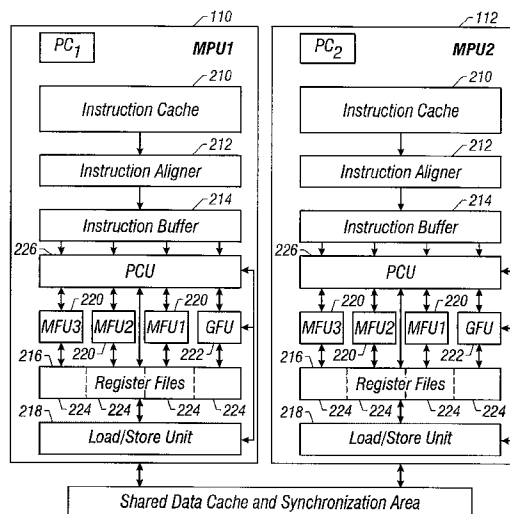 110
PC1
MPU1
210
Instruction Cache
212
Instruction Aligner
214
Instruction Buffer
226
PCU
220
220
MFU3
MFU2
MFU1
GFU
216
220
222
Register Files
218
224
224
224
224
Load/Store Unit
112
PC2
MPU2
210
Instruction Cache
212
Instruction Aligner
214
Instruction Buffer
226
PCU
220
220
MFU3
MFU2
MFU1
GFU
216
220
222
Register Files
218
224
224
224
224
Load/Store Unit
Shared Data Cache and Synchronization Area